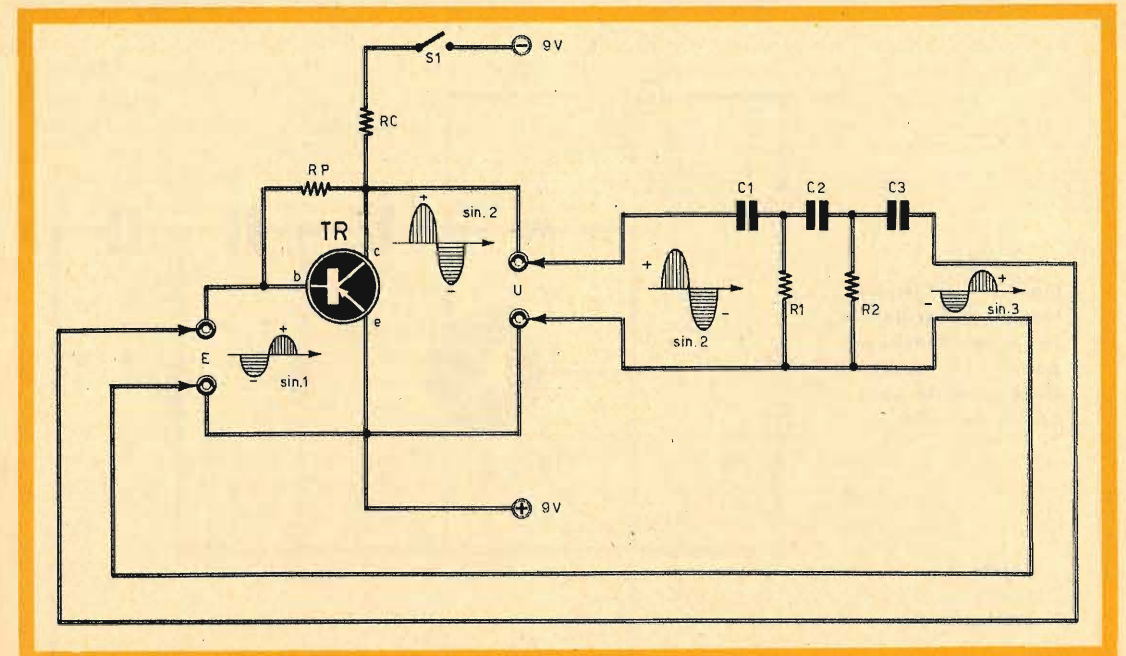 S1
⊖ 9V
RC
RP
C1 C2 C3
+
sin. 2
TR
c
b
U
+
-
sin. 2
R1
R2
+
-
sin.3
e
-
E
+
-
sin.1
⊕ 9V